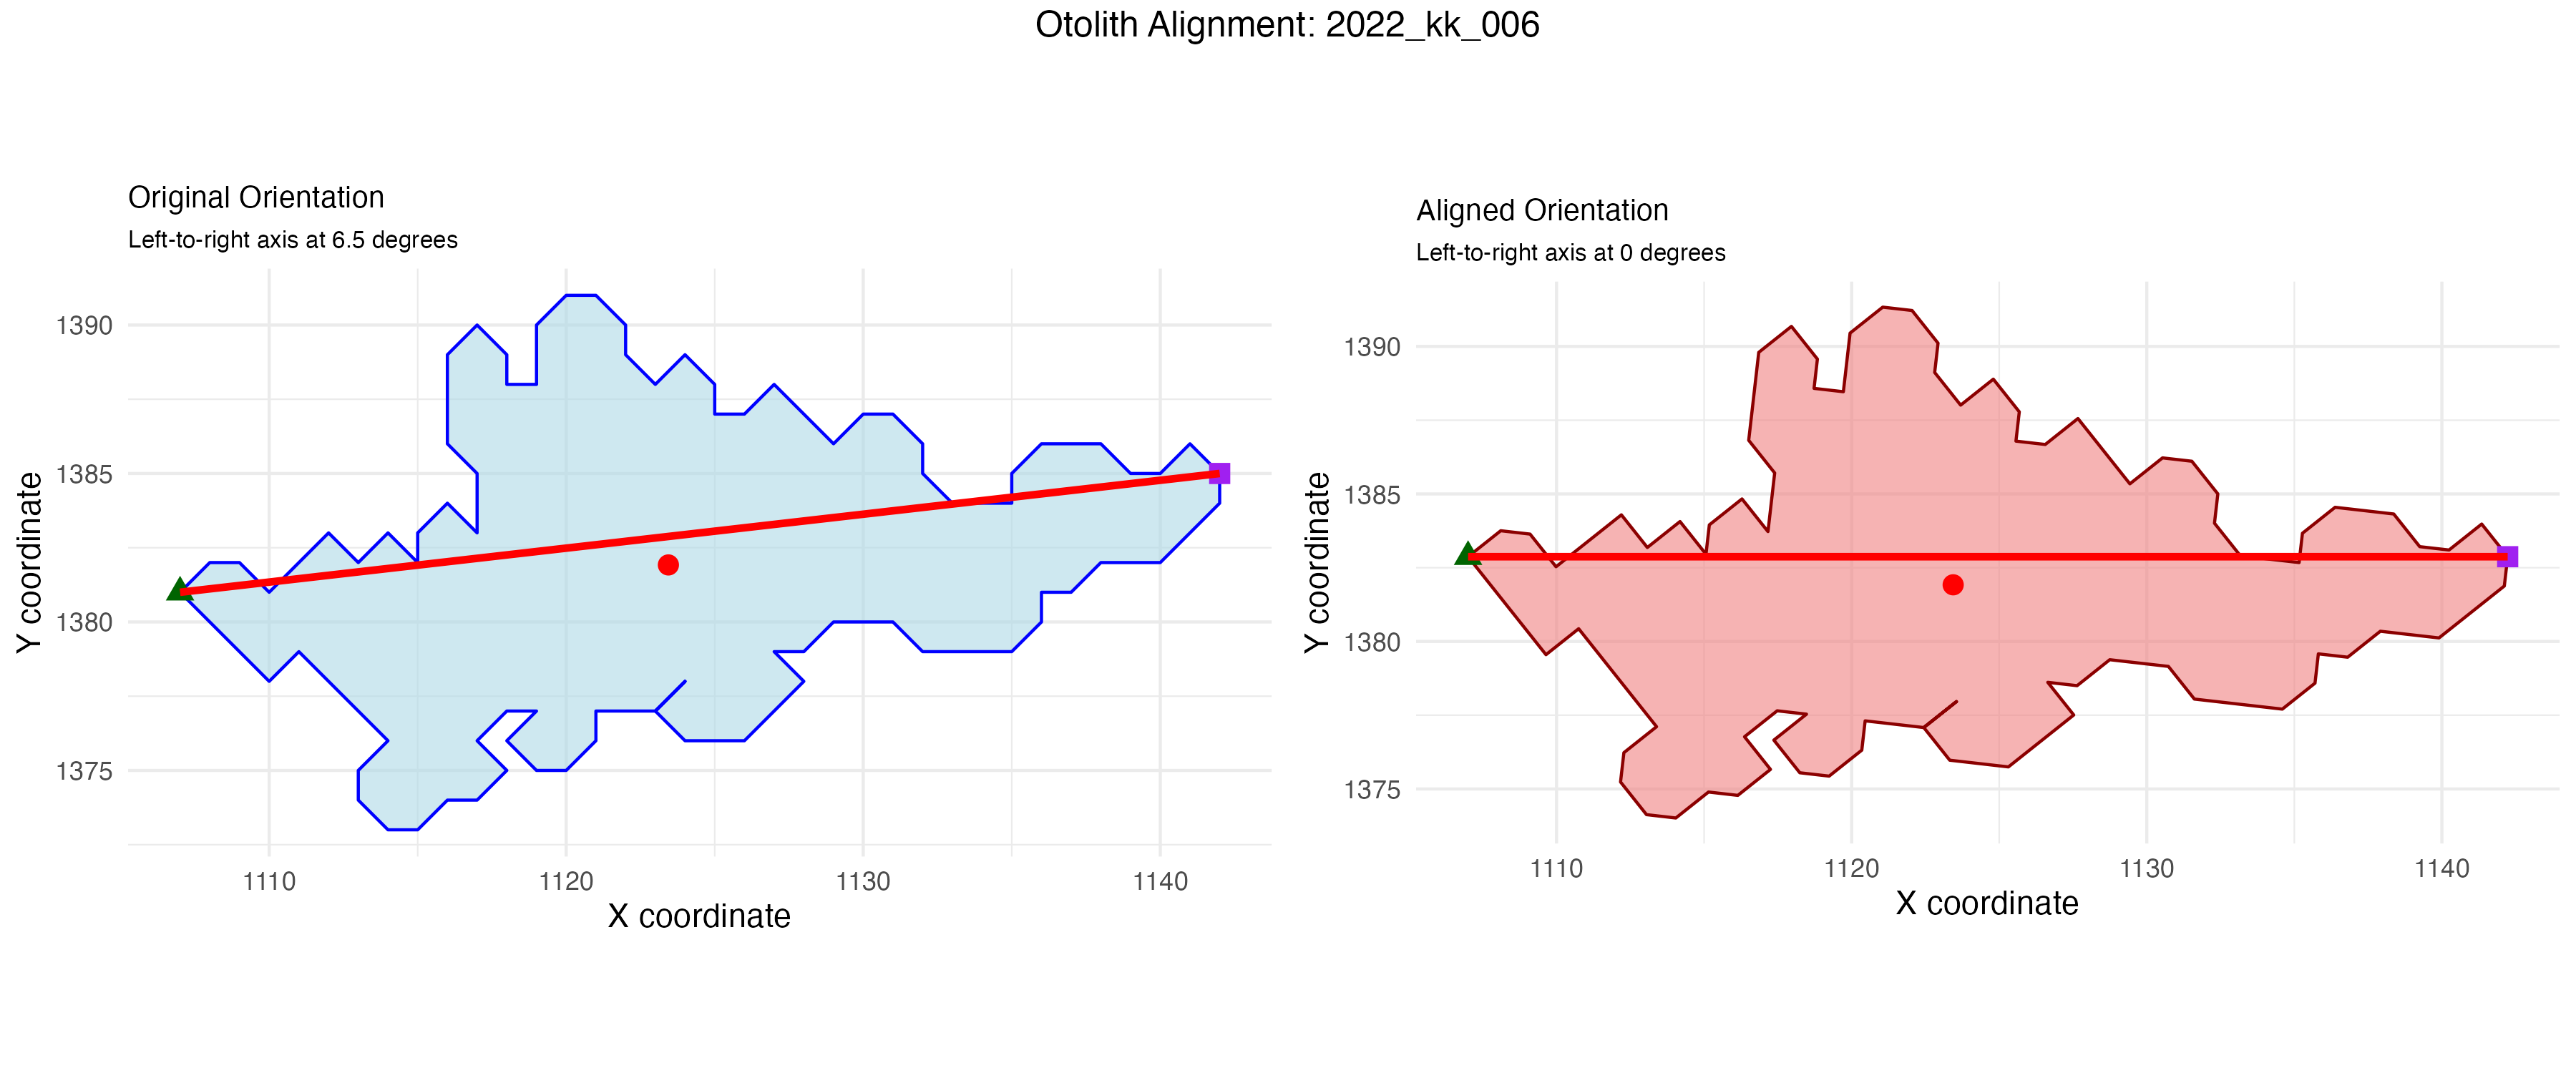 Otolith Alignment: 2022_kk_006
Original Orientation
Left-to-right axis at 6.5 degrees
1390
1385
1380
1375
Y coordinate
1110 1120 1130 1140
X coordinate
Aligned Orientation
Left-to-right axis at 0 degrees
1390
1385
1380
1375
Y coordinate
1110 1120 1130 1140
X coordinate